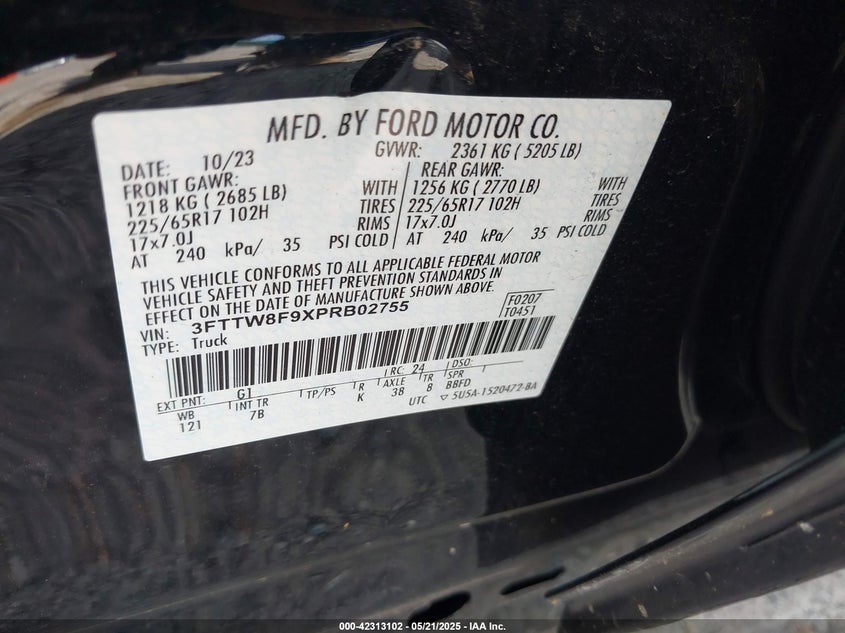 MFD. BY FORD MOTOR CO.
DATE: 10/23 GVWR: 2361 KG ( 5205 LB)
FRONT GAWR: REAR GAWR:
1218 KG ( 2685 LB) WITH 1256 KG ( 2770 LB) WITH
225/65R17 102H TIRES 225/65R17 102H TIRES
17x7.0J RIMS 17x7.0J RIMS
AT 240 kPa/ 35 PSI COLD AT 240 kPa/ 35 PSI COLD
THIS VEHICLE CONFORMS TO ALL APPLICABLE FEDERAL MOTOR
VEHICLE SAFETY AND THEFT PREVENTION STANDARDS IN
EFFECT ON THE DATE OF MANUFACTURE SHOWN ABOVE.
VIN: 3FTTW8F9XPRB02755 F0207
TYPE: Truck T0451
EXT PNT: G1 RC: 24 DSO:
WB INT TR TP/PS R AXLE TR SPR
121 7B K 3B 8 BBFD
UTC ▽ 5U5A-1520472-BA
000-42313102 — 05/21/2025 — IAA Inc.